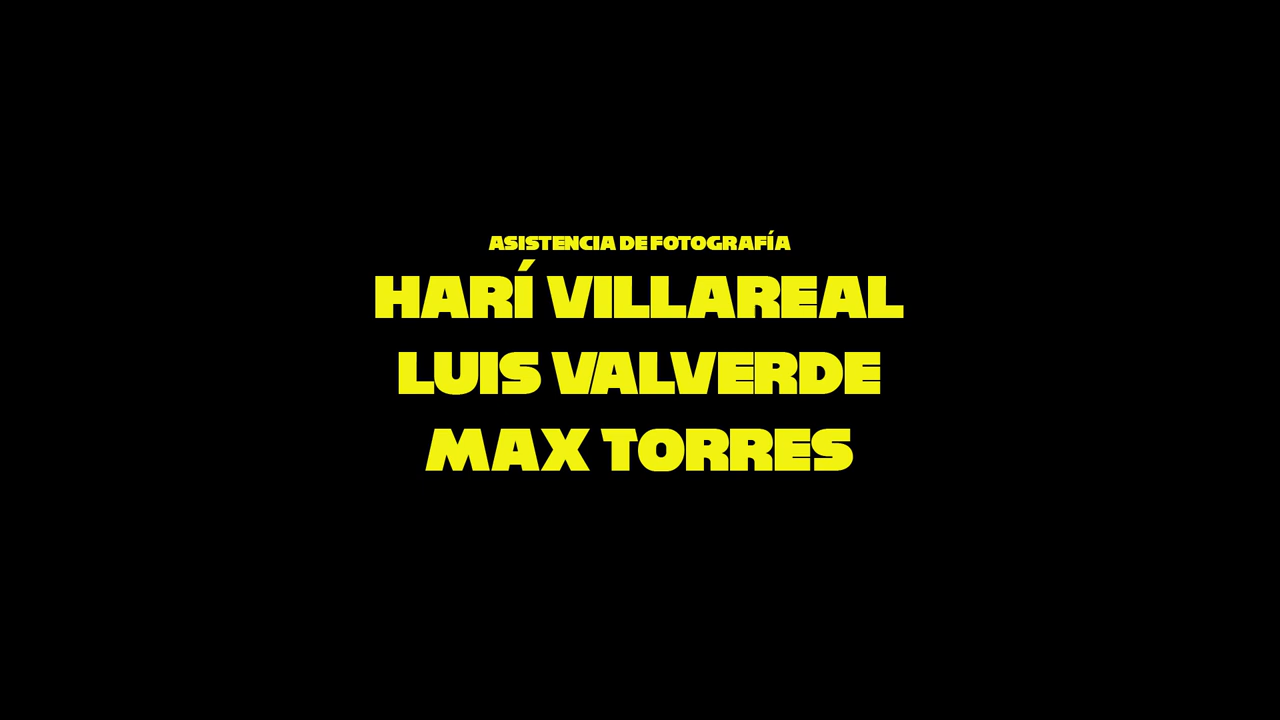 ASISTENCIA DE FOTOGRAFÍA
HARÍ VILLAREAL
LUIS VALVERDE
MAX TORRES